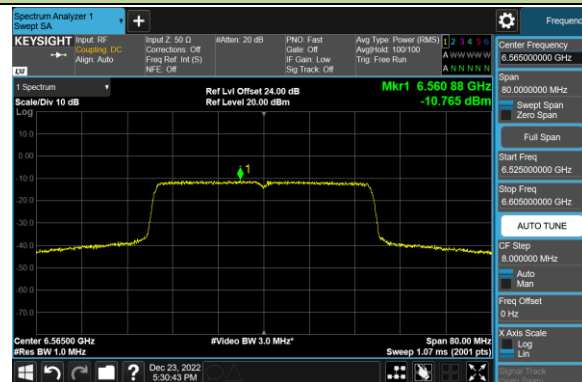 Spectrum Analyzer 1
Swept SA
Frequenc
KEYSIGHT
Input: RF
Coupling: DC
Align: Auto
Input Z: 50 Ω
Corrections: Off
Freq Ref: Int (S)
NFE: Off
#Atten: 20 dB
PNO: Fast
Gate: Off
IF Gain: Low
Sig Track: Off
Avg Type: Power (RMS)
Avg|Hold: 100/100
Trig: Free Run
1 2 3 4 5 6
A W W W W W
A N N N N N
LXI
1 Spectrum
Scale/Div 10 dB
Log
Ref Lvl Offset 24.00 dB
Ref Level 20.00 dBm
Mkr1 6.560 88 GHz
-10.765 dBm
10.0
0.00
-10.0
-20.0
-30.0
-40.0
-50.0
-60.0
-70.0
1
Center 6.56500 GHz
#Res BW 1.0 MHz
#Video BW 3.0 MHz*
Span 80.00 MHz
Sweep 1.07 ms (2001 pts)
Dec 23, 2022
5:30:43 PM
Center Frequency
6.565000000 GHz
Span
80.0000000 MHz
Swept Span
Zero Span
Full Span
Start Freq
6.525000000 GHz
Stop Freq
6.605000000 GHz
AUTO TUNE
CF Step
8.000000 MHz
Auto
Man
Freq Offset
0 Hz
X Axis Scale
Log
Lin
Signal Track